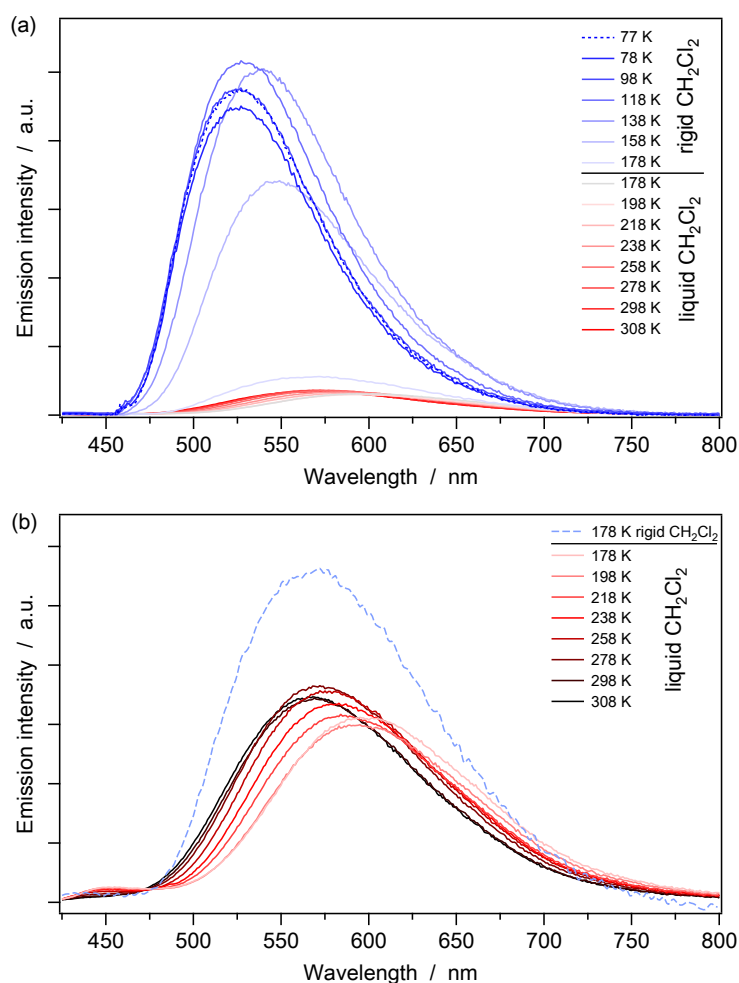 (a)
Emission intensity / a.u.
77 K
78 K
98 K
118 K
138 K
158 K
178 K
rigid CH2Cl2
178 K
198 K
218 K
238 K
258 K
278 K
298 K
308 K
liquid CH2Cl2
450 500 550 600 650 700 750 800
Wavelength / nm
(b)
Emission intensity / a.u.
178 K rigid CH2Cl2
178 K
198 K
218 K
238 K
258 K
278 K
298 K
308 K
liquid CH2Cl2
450 500 550 600 650 700 750 800
Wavelength / nm